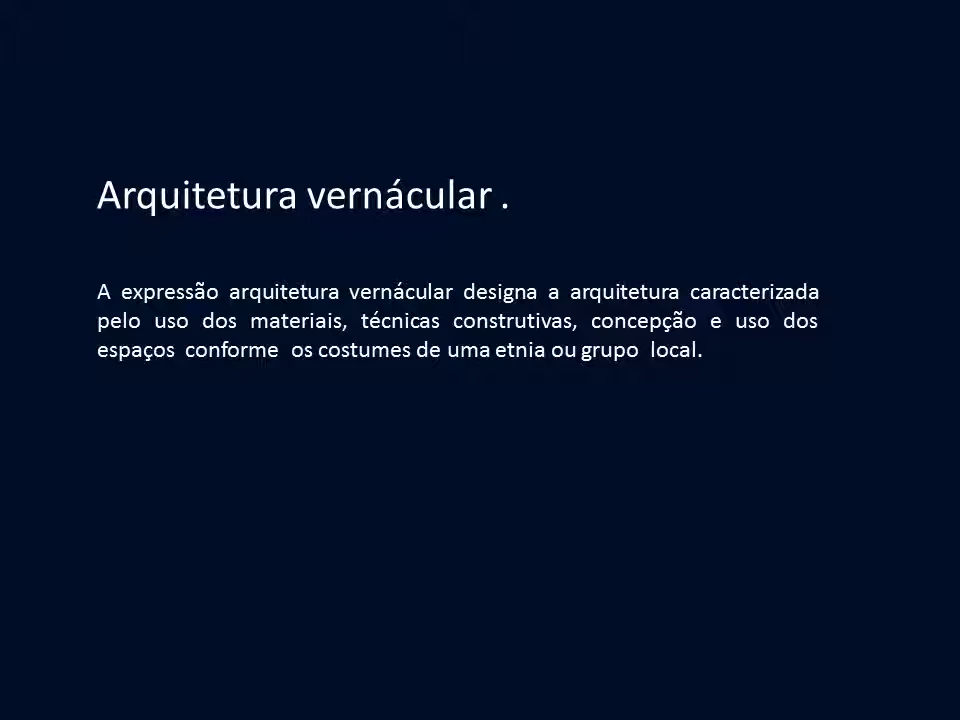 Arquitetura vernácular .
A expressão arquitetura vernácular designa a arquitetura caracterizada
pelo uso dos materiais, técnicas construtivas, concepção e uso dos
espaços conforme os costumes de uma etnia ou grupo local.